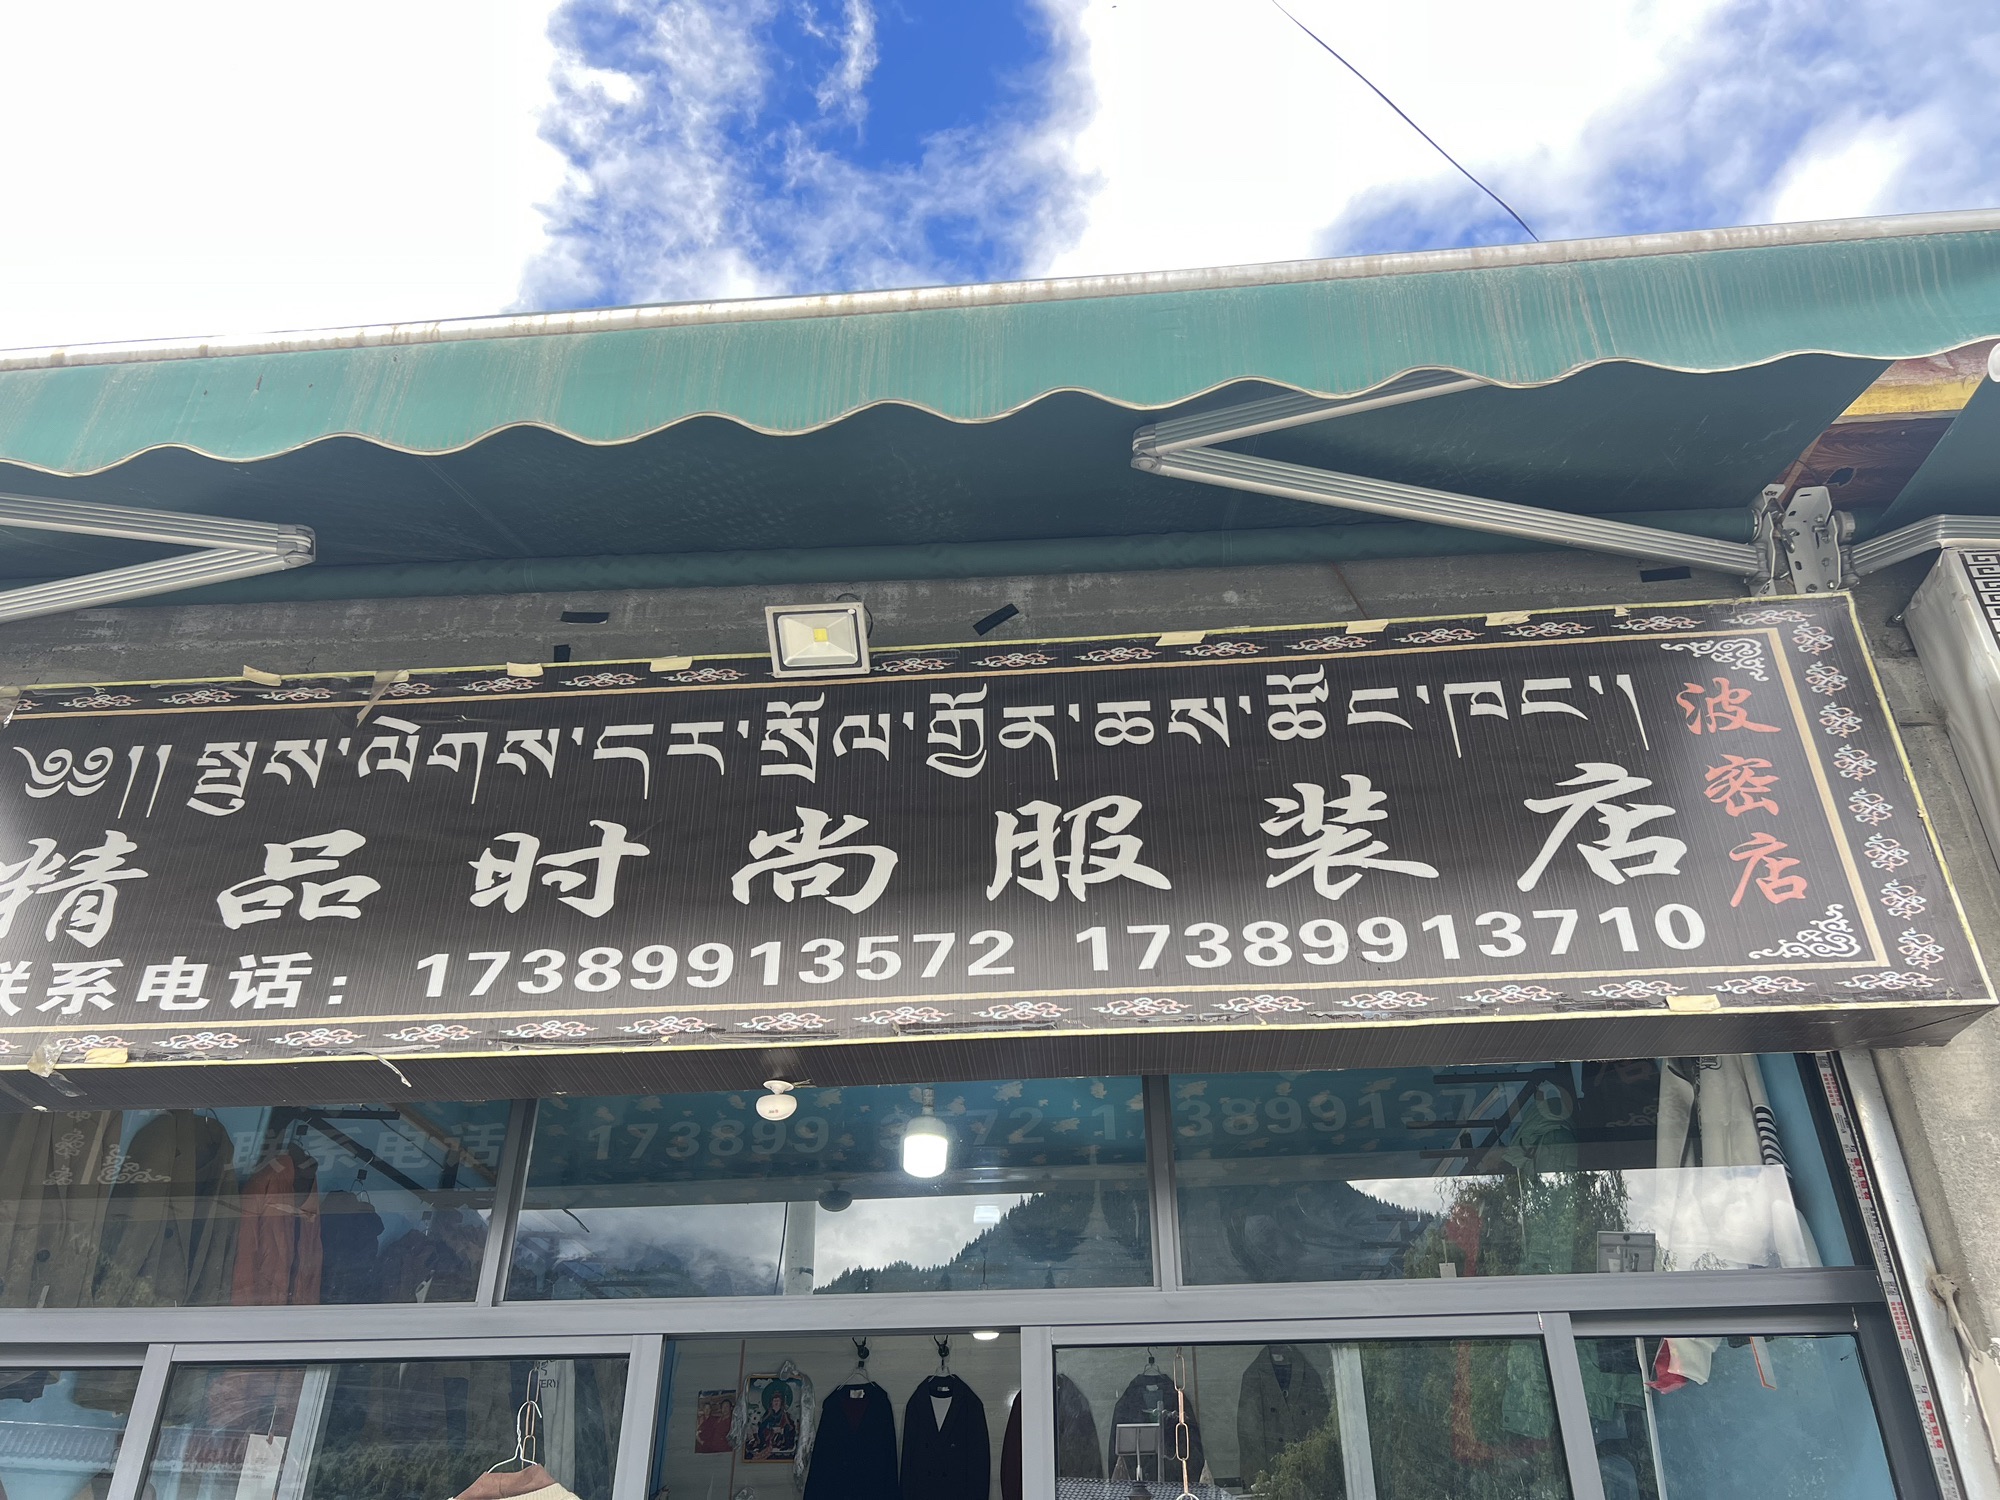 ༄༅།། སྤུས་ལེགས་དར་སྲོལ་གྱོན་ཆས་ཚོང་ཁང་།
精品时尚服装店
波密店
联系电话：17389913572 17389913710